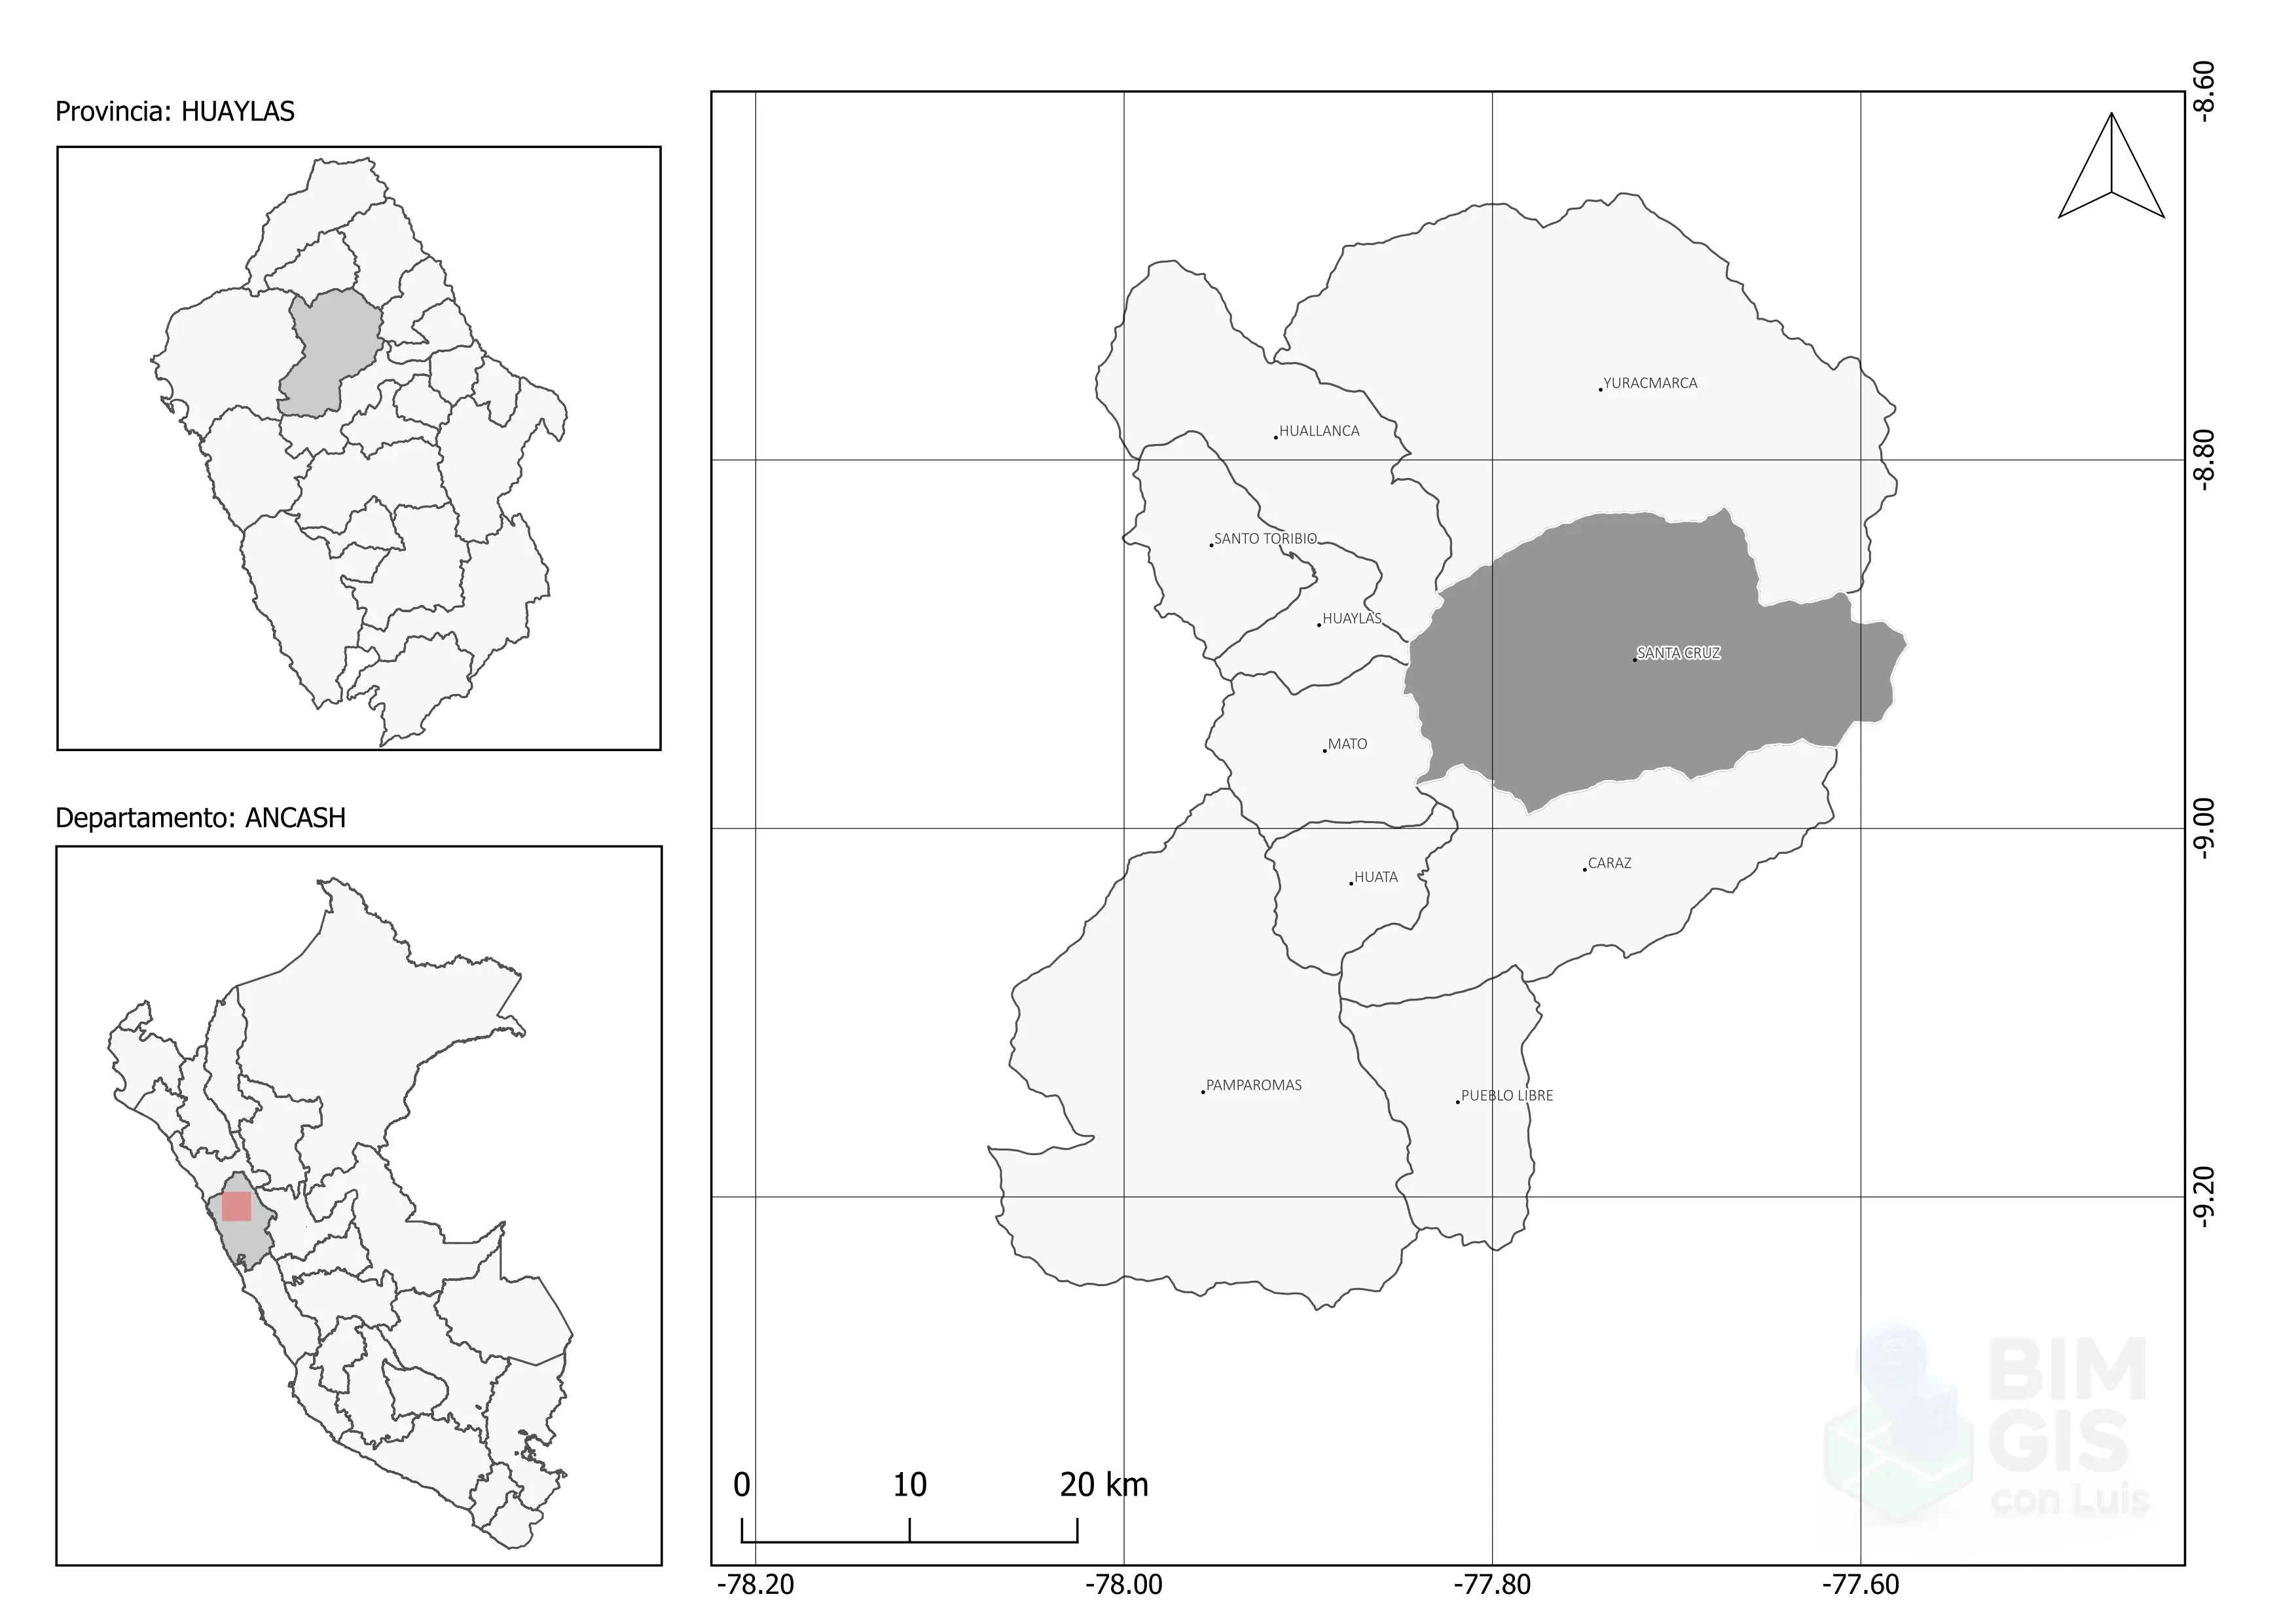 Provincia: HUAYLAS
Departamento: ANCASH
-8.60
YURACMARCA
HUALLANCA
-8.80
SANTO TORIBIO
HUAYLAS
SANTA CRUZ
MATO
-9.00
CARAZ
HUATA
PAMPAROMAS
PUEBLO LIBRE
-9.20
BIM
GIS
con Luis
0 10 20 km
-78.20 -78.00 -77.80 -77.60